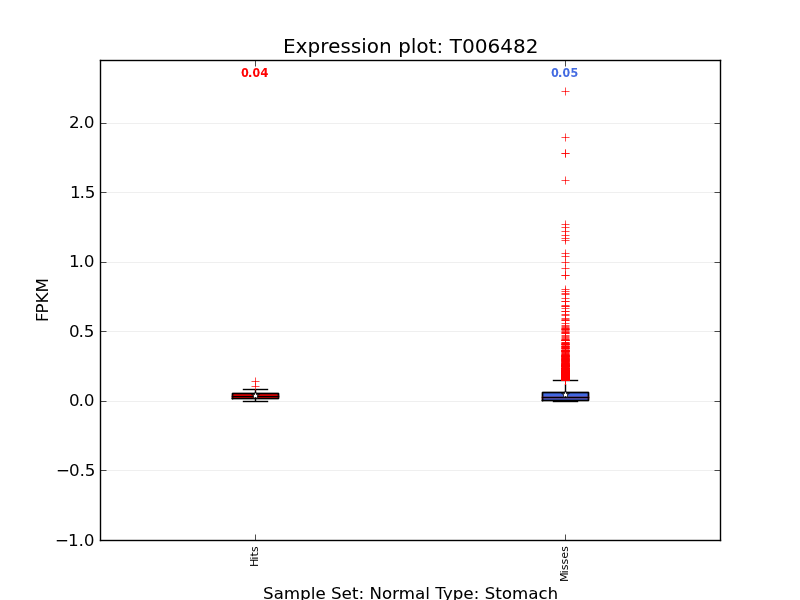 Expression plot: T006482
0.04
0.05
2.0
1.5
1.0
0.5
0.0
−0.5
−1.0
FPKM
Hits
Misses
Sample Set: Normal Type: Stomach